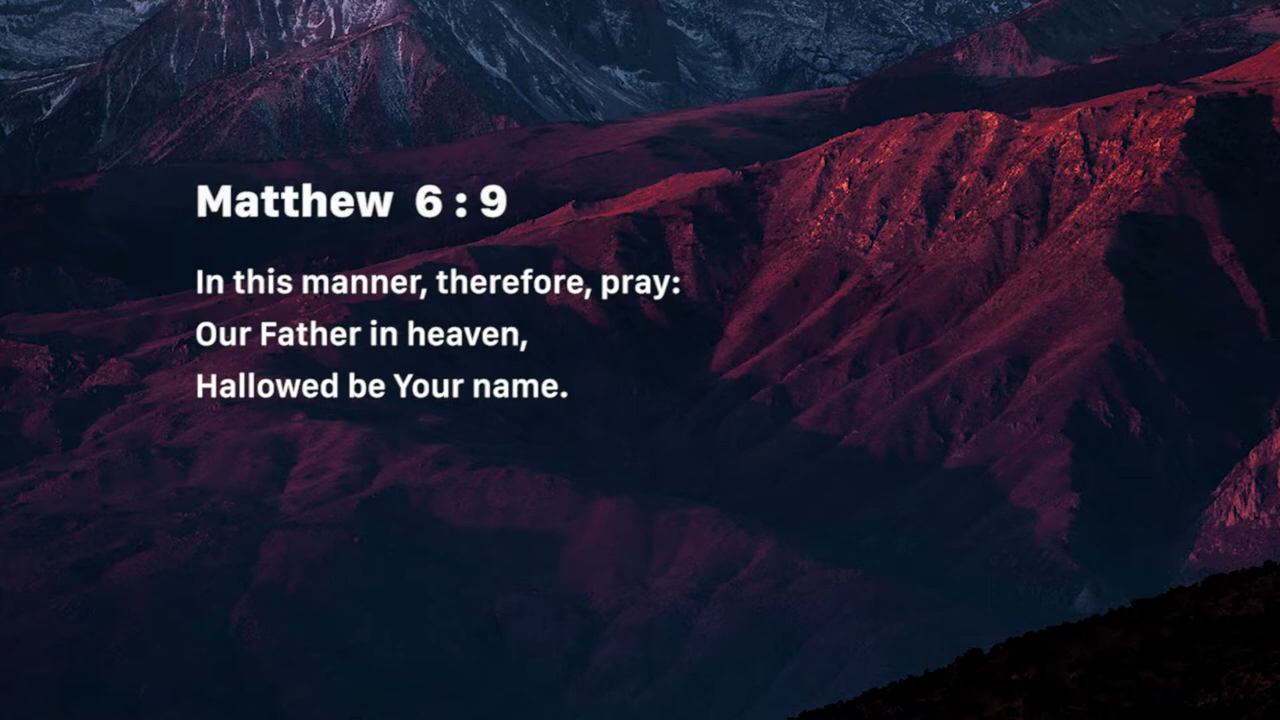 Matthew 6 : 9
In this manner, therefore, pray:
Our Father in heaven,
Hallowed be Your name.